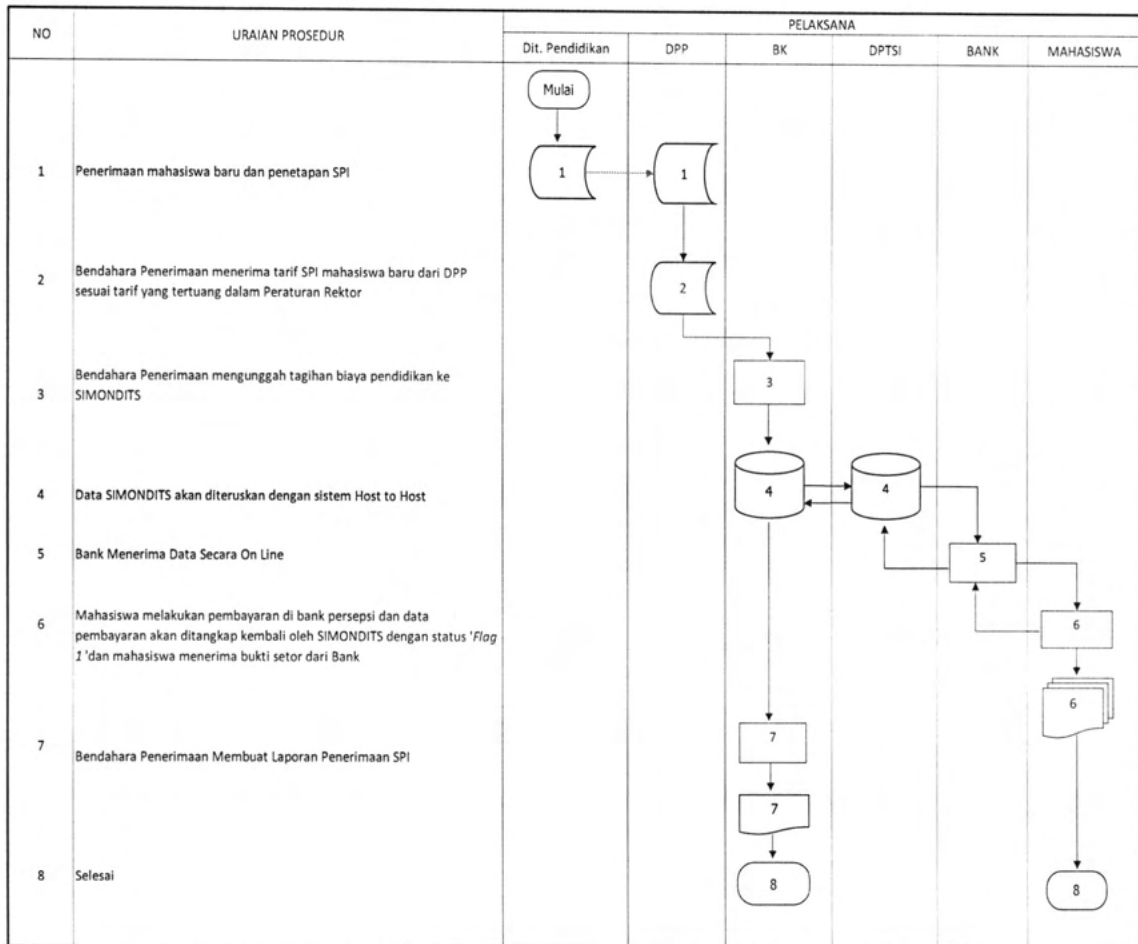 NO
URAIAN PROSEDUR
PELAKSANA
Dit. Pendidikan
DPP
BK
DPTSI
BANK
MAHASISWA
Mulai
1
Penerimaan mahasiswa baru dan penetapan SPI
1
1
2
Bendahara Penerimaan menerima tarif SPI mahasiswa baru dari DPP
sesuai tarif yang tertuang dalam Peraturan Rektor
2
3
Bendahara Penerimaan mengunggah tagihan biaya pendidikan ke
SIMONDITS
3
4
Data SIMONDITS akan diteruskan dengan sistem Host to Host
4
4
5
Bank Menerima Data Secara On Line
5
6
Mahasiswa melakukan pembayaran di bank persepsi dan data
pembayaran akan ditangkap kembali oleh SIMONDITS dengan status 'Flag
1 'dan mahasiswa menerima bukti setor dari Bank
6
6
7
Bendahara Penerimaan Membuat Laporan Penerimaan SPI
7
7
8
Selesai
8
8